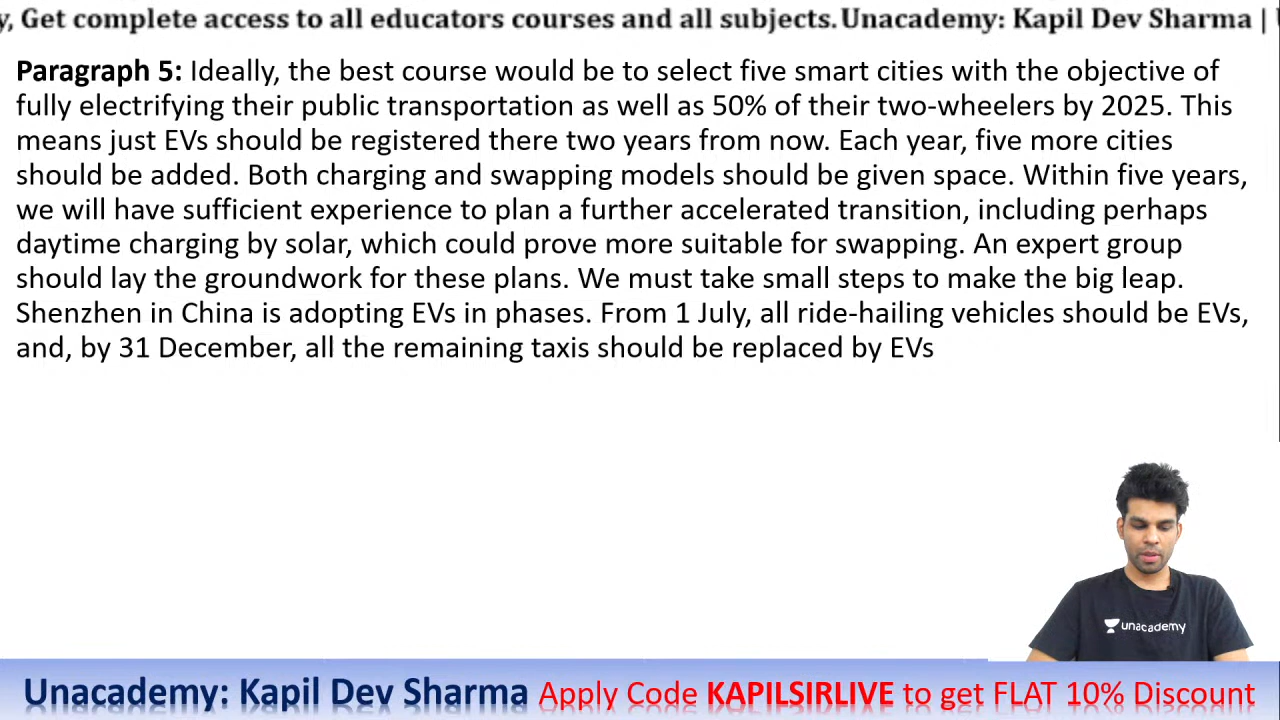 , Get complete access to all educators courses and all subjects. Unacademy: Kapil Dev Sharma |
Paragraph 5: Ideally, the best course would be to select five smart cities with the objective of
fully electrifying their public transportation as well as 50% of their two-wheelers by 2025. This
means just EVs should be registered there two years from now. Each year, five more cities
should be added. Both charging and swapping models should be given space. Within five years,
we will have sufficient experience to plan a further accelerated transition, including perhaps
daytime charging by solar, which could prove more suitable for swapping. An expert group
should lay the groundwork for these plans. We must take small steps to make the big leap.
Shenzhen in China is adopting EVs in phases. From 1 July, all ride-hailing vehicles should be EVs,
and, by 31 December, all the remaining taxis should be replaced by EVs
unacademy
Unacademy: Kapil Dev Sharma Apply Code KAPILSIRLIVE to get FLAT 10% Discount